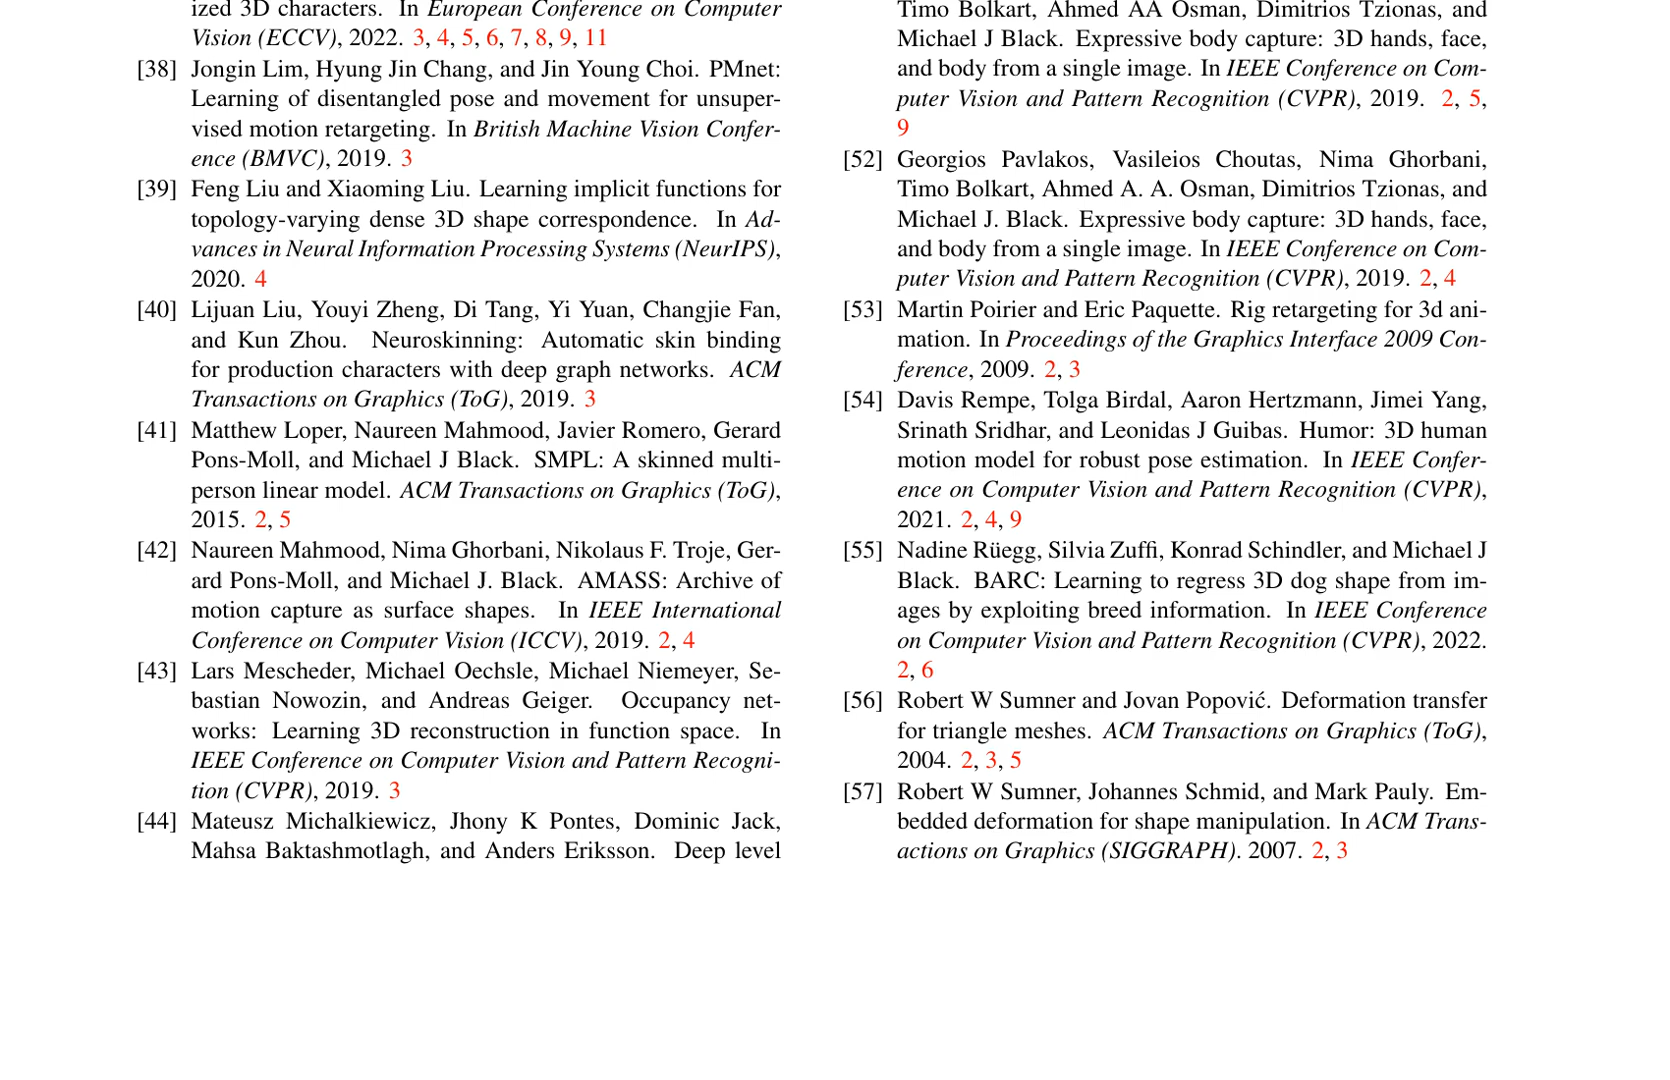 ized 3D characters. In European Conference on Computer
Vision (ECCV), 2022. 3, 4, 5, 6, 7, 8, 9, 11
[38] Jongin Lim, Hyung Jin Chang, and Jin Young Choi. PMnet:
Learning of disentangled pose and movement for unsuper-
vised motion retargeting. In British Machine Vision Confer-
ence (BMVC), 2019. 3
[39] Feng Liu and Xiaoming Liu. Learning implicit functions for
topology-varying dense 3D shape correspondence. In Ad-
vances in Neural Information Processing Systems (NeurIPS),
2020. 4
[40] Lijuan Liu, Youyi Zheng, Di Tang, Yi Yuan, Changjie Fan,
and Kun Zhou. Neuroskinning: Automatic skin binding
for production characters with deep graph networks. ACM
Transactions on Graphics (ToG), 2019. 3
[41] Matthew Loper, Naureen Mahmood, Javier Romero, Gerard
Pons-Moll, and Michael J Black. SMPL: A skinned multi-
person linear model. ACM Transactions on Graphics (ToG),
2015. 2, 5
[42] Naureen Mahmood, Nima Ghorbani, Nikolaus F. Troje, Ger-
ard Pons-Moll, and Michael J. Black. AMASS: Archive of
motion capture as surface shapes. In IEEE International
Conference on Computer Vision (ICCV), 2019. 2, 4
[43] Lars Mescheder, Michael Oechsle, Michael Niemeyer, Se-
bastian Nowozin, and Andreas Geiger. Occupancy net-
works: Learning 3D reconstruction in function space. In
IEEE Conference on Computer Vision and Pattern Recogni-
tion (CVPR), 2019. 3
[44] Mateusz Michalkiewicz, Jhony K Pontes, Dominic Jack,
Mahsa Baktashmotlagh, and Anders Eriksson. Deep level
Timo Bolkart, Ahmed AA Osman, Dimitrios Tzionas, and
Michael J Black. Expressive body capture: 3D hands, face,
and body from a single image. In IEEE Conference on Com-
puter Vision and Pattern Recognition (CVPR), 2019. 2, 5,
9
[52] Georgios Pavlakos, Vasileios Choutas, Nima Ghorbani,
Timo Bolkart, Ahmed A. A. Osman, Dimitrios Tzionas, and
Michael J. Black. Expressive body capture: 3D hands, face,
and body from a single image. In IEEE Conference on Com-
puter Vision and Pattern Recognition (CVPR), 2019. 2, 4
[53] Martin Poirier and Eric Paquette. Rig retargeting for 3d ani-
mation. In Proceedings of the Graphics Interface 2009 Con-
ference, 2009. 2, 3
[54] Davis Rempe, Tolga Birdal, Aaron Hertzmann, Jimei Yang,
Srinath Sridhar, and Leonidas J Guibas. Humor: 3D human
motion model for robust pose estimation. In IEEE Confer-
ence on Computer Vision and Pattern Recognition (CVPR),
2021. 2, 4, 9
[55] Nadine Rüegg, Silvia Zuffi, Konrad Schindler, and Michael J
Black. BARC: Learning to regress 3D dog shape from im-
ages by exploiting breed information. In IEEE Conference
on Computer Vision and Pattern Recognition (CVPR), 2022.
2, 6
[56] Robert W Sumner and Jovan Popović. Deformation transfer
for triangle meshes. ACM Transactions on Graphics (ToG),
2004. 2, 3, 5
[57] Robert W Sumner, Johannes Schmid, and Mark Pauly. Em-
bedded deformation for shape manipulation. In ACM Trans-
actions on Graphics (SIGGRAPH). 2007. 2, 3